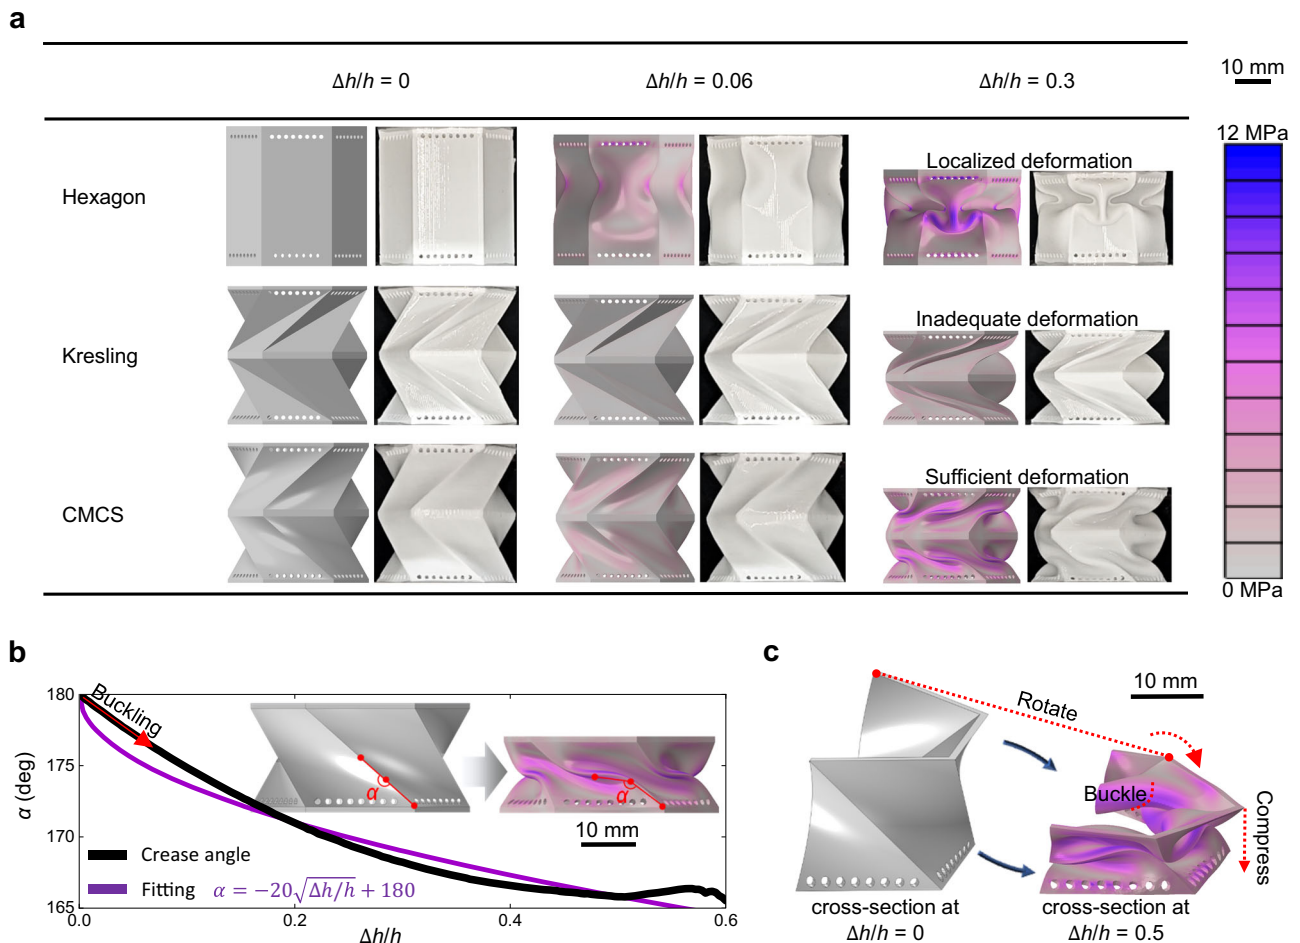 a
Δh/h = 0
Δh/h = 0.06
Δh/h = 0.3
10 mm
12 MPa
Hexagon
Localized deformation
Kresling
Inadequate deformation
CMCS
Sufficient deformation
0 MPa
b
α (deg)
180
175
170
165
0.0
0.2
0.4
0.6
Δh/h
Buckling
α
α
10 mm
Crease angle
Fitting α = −20√Δh/h + 180
c
10 mm
Rotate
Buckle
Compress
cross-section at
Δh/h = 0
cross-section at
Δh/h = 0.5